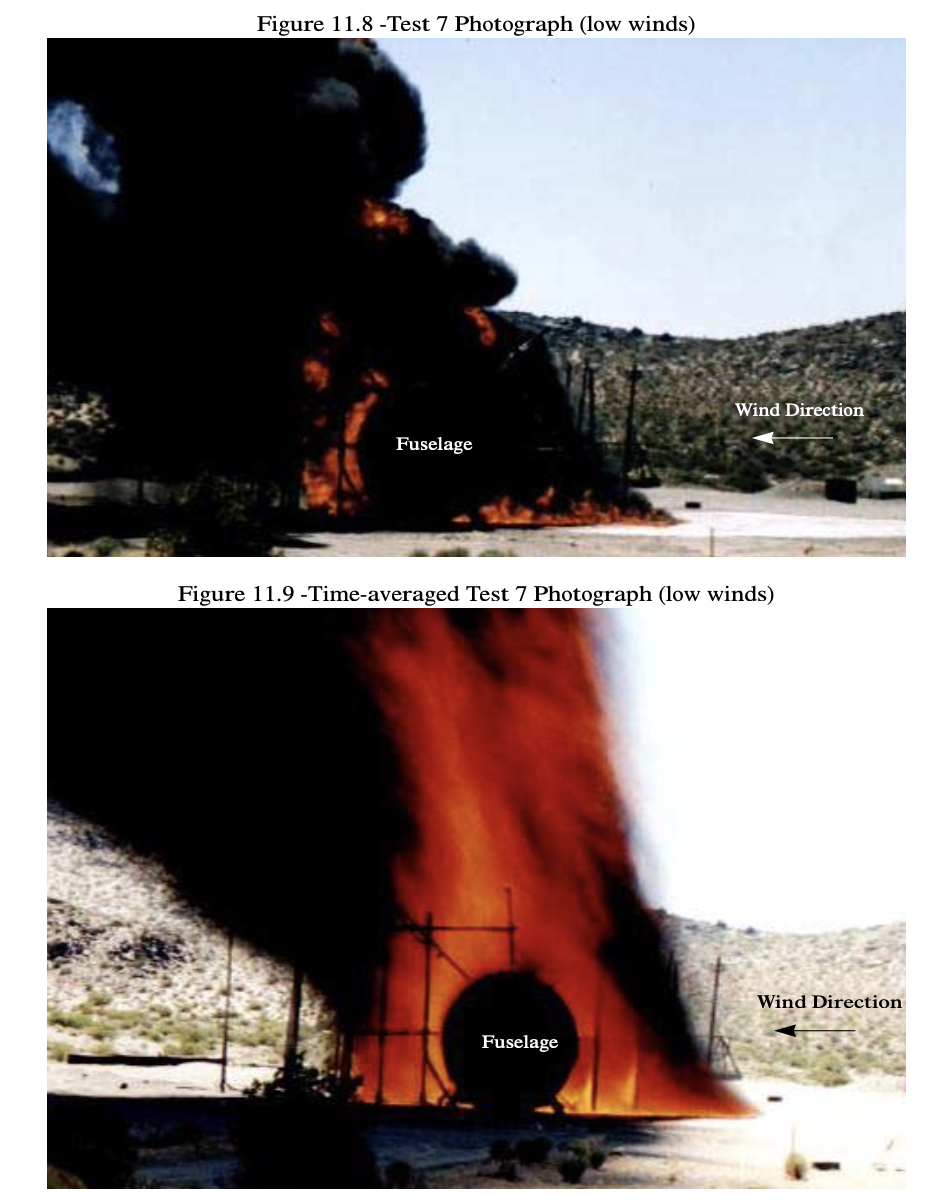 Figure 11.8 -Test 7 Photograph (low winds)
Wind Direction
Fuselage
Figure 11.9 -Time-averaged Test 7 Photograph (low winds)
Wind Direction
Fuselage